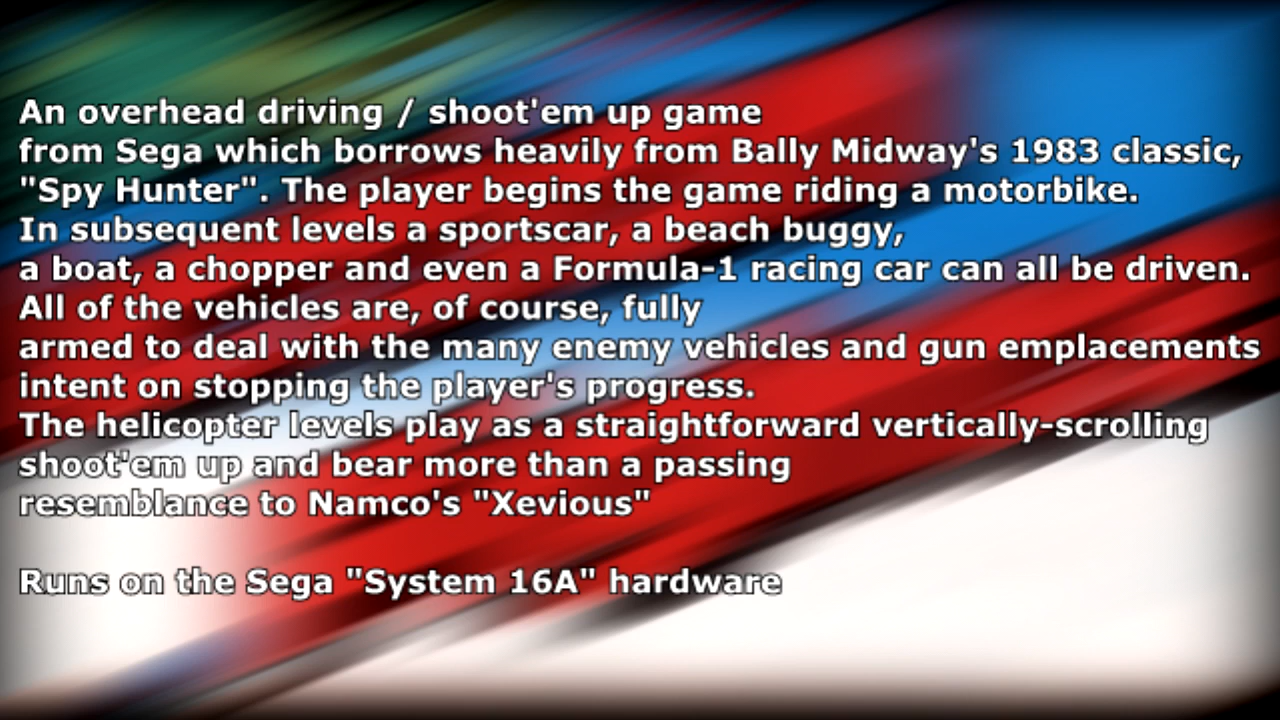 An overhead driving / shoot'em up game
from Sega which borrows heavily from Bally Midway's 1983 classic,
"Spy Hunter". The player begins the game riding a motorbike.
In subsequent levels a sportscar, a beach buggy,
a boat, a chopper and even a Formula-1 racing car can all be driven.
All of the vehicles are, of course, fully
armed to deal with the many enemy vehicles and gun emplacements
intent on stopping the player's progress.
The helicopter levels play as a straightforward vertically-scrolling
shoot'em up and bear more than a passing
resemblance to Namco's "Xevious"
Runs on the Sega "System 16A" hardware